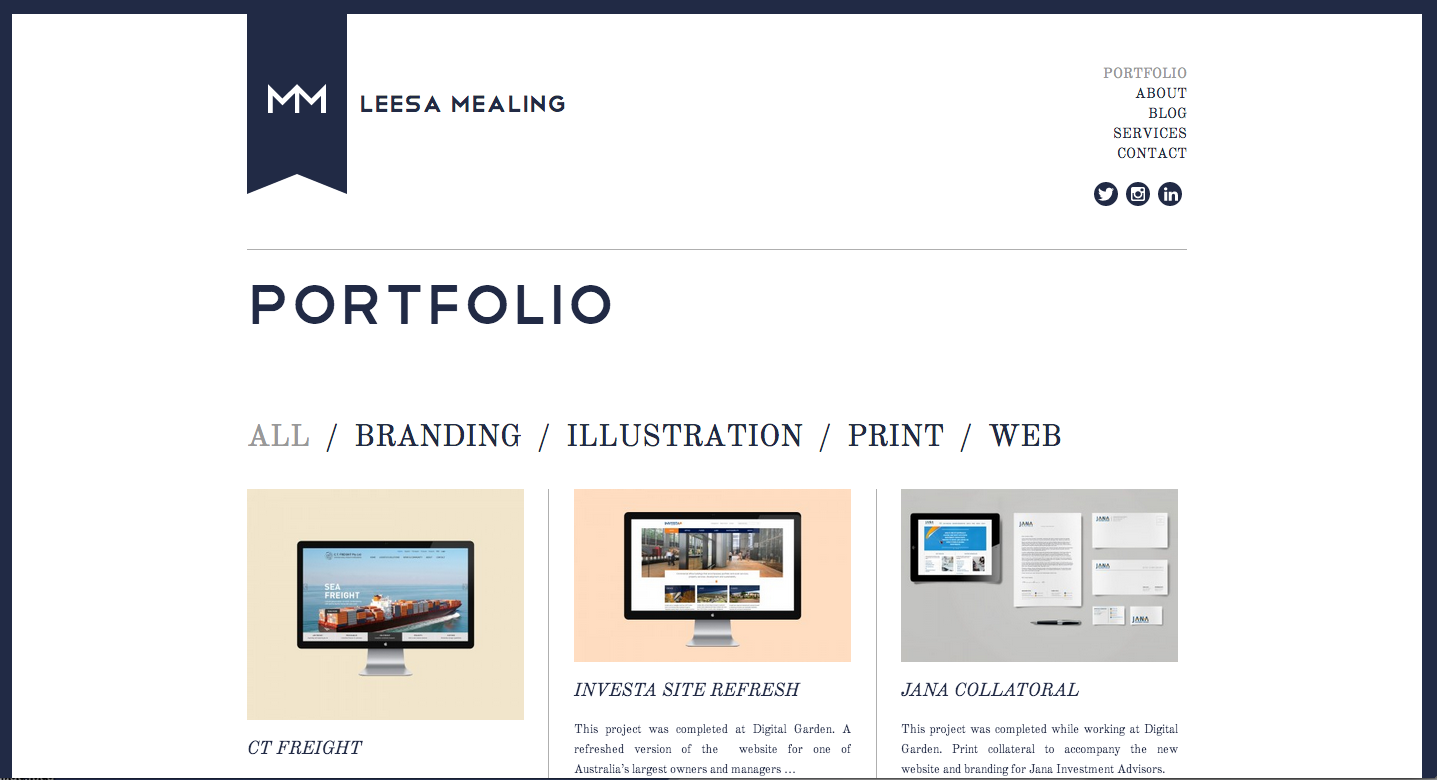 LEESA MEALING
PORTFOLIO
ABOUT
BLOG
SERVICES
CONTACT
PORTFOLIO
ALL / BRANDING / ILLUSTRATION / PRINT / WEB
SEA
FREIGHT
JANA
JANA
JANA
JANA
CT FREIGHT
INVESTA SITE REFRESH
This project was completed at Digital Garden. A
refreshed version of the website for one of
Australia's largest owners and managers ...
JANA COLLATORAL
This project was completed while working at Digital
Garden. Print collateral to accompany the new
website and branding for Jana Investment Advisors.